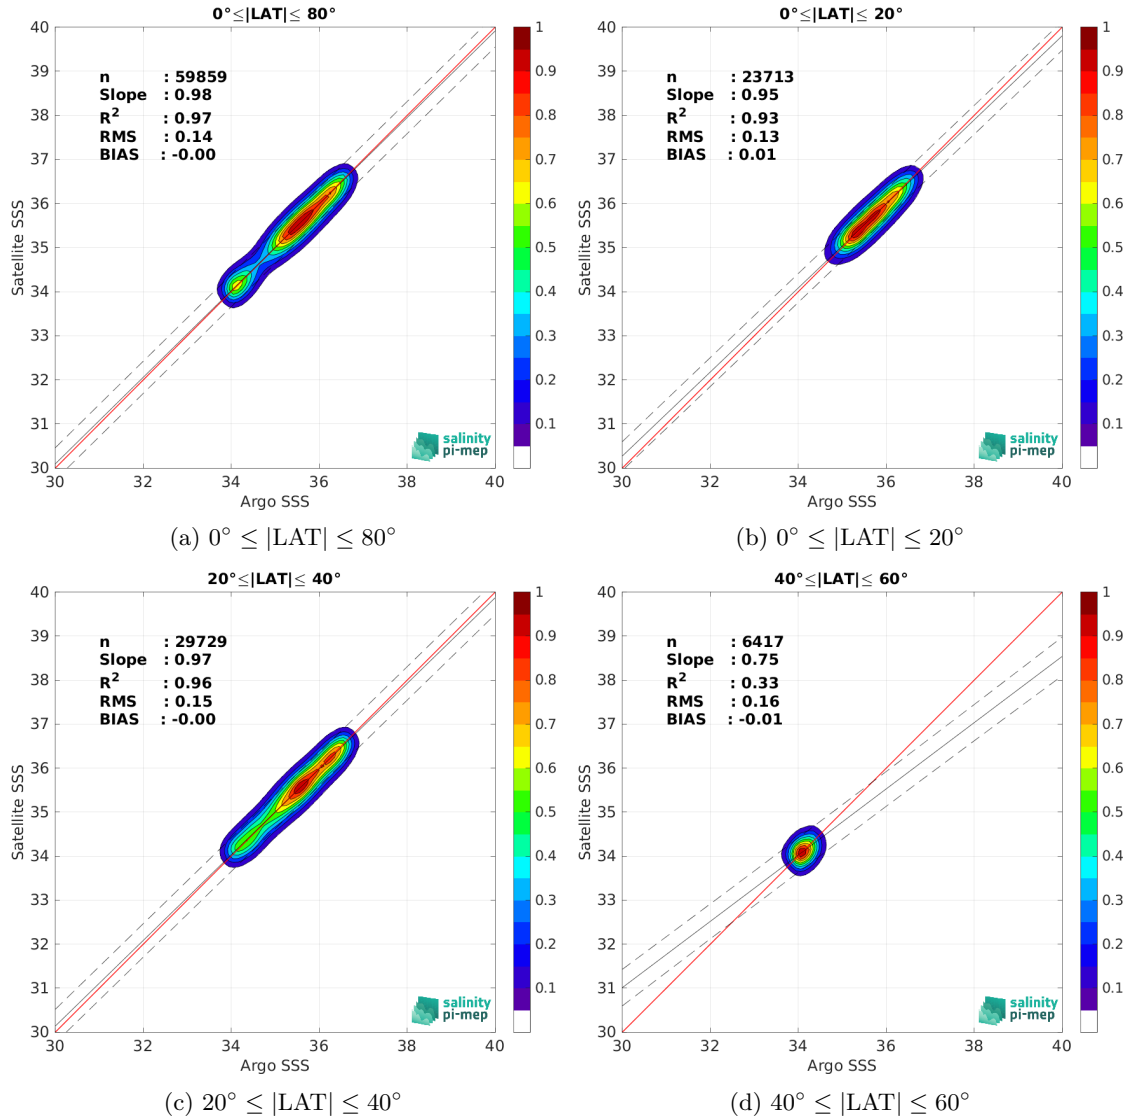 0°≤|LAT|≤ 80°
40
39
38
37
36
35
34
33
32
31
30
Satellite SSS
n : 59859
Slope : 0.98
R² : 0.97
RMS : 0.14
BIAS : -0.00
salinity
pi-mep
30 32 34 36 38 40
Argo SSS
1
0.9
0.8
0.7
0.6
0.5
0.4
0.3
0.2
0.1
(a) 0° ≤ |LAT| ≤ 80°
0°≤|LAT|≤ 20°
40
39
38
37
36
35
34
33
32
31
30
Satellite SSS
n : 23713
Slope : 0.95
R² : 0.93
RMS : 0.13
BIAS : 0.01
salinity
pi-mep
30 32 34 36 38 40
Argo SSS
1
0.9
0.8
0.7
0.6
0.5
0.4
0.3
0.2
0.1
(b) 0° ≤ |LAT| ≤ 20°
20°≤|LAT|≤ 40°
40
39
38
37
36
35
34
33
32
31
30
Satellite SSS
n : 29729
Slope : 0.97
R² : 0.96
RMS : 0.15
BIAS : -0.00
salinity
pi-mep
30 32 34 36 38 40
Argo SSS
1
0.9
0.8
0.7
0.6
0.5
0.4
0.3
0.2
0.1
(c) 20° ≤ |LAT| ≤ 40°
40°≤|LAT|≤ 60°
40
39
38
37
36
35
34
33
32
31
30
Satellite SSS
n : 6417
Slope : 0.75
R² : 0.33
RMS : 0.16
BIAS : -0.01
salinity
pi-mep
30 32 34 36 38 40
Argo SSS
1
0.9
0.8
0.7
0.6
0.5
0.4
0.3
0.2
0.1
(d) 40° ≤ |LAT| ≤ 60°